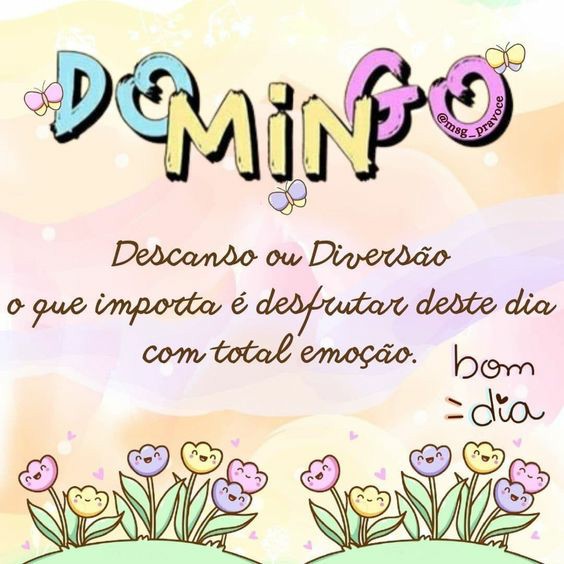 DOMINGO
@msg_pravoce
Descanso ou Diversão
o que importa é desfrutar deste dia
com total emoção.
bom
dia